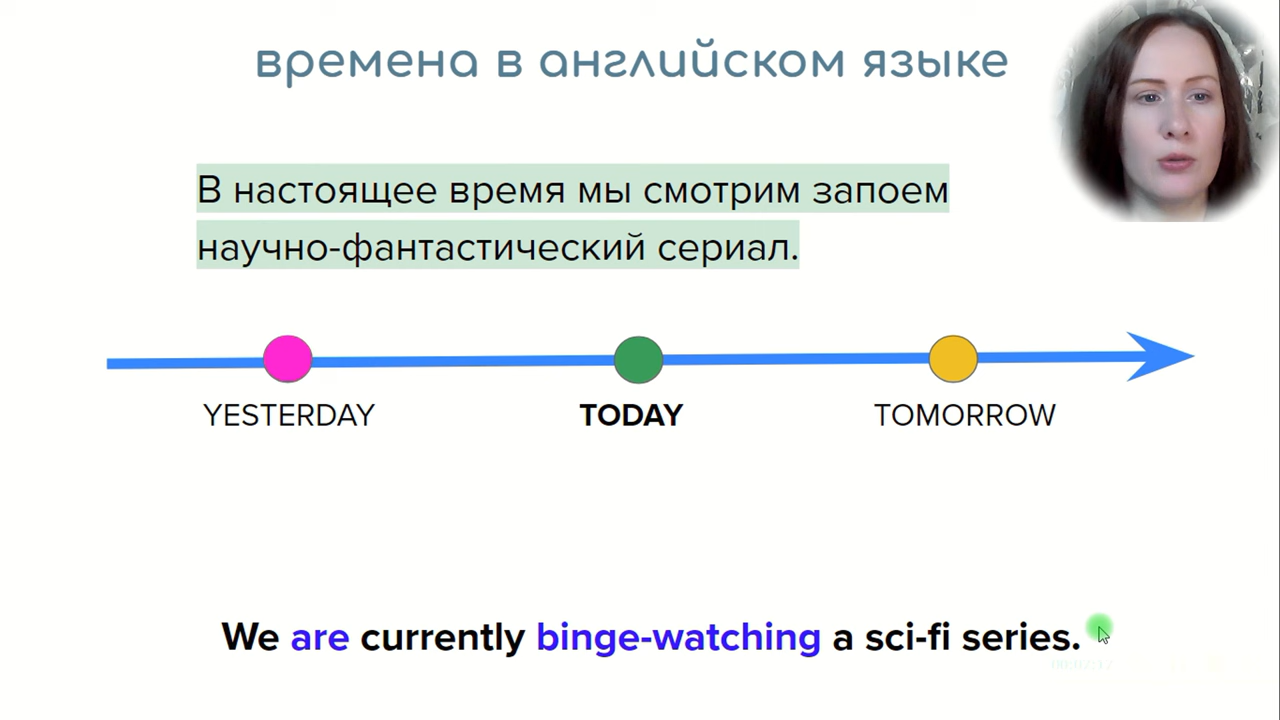 времена в английском языке
В настоящее время мы смотрим запоем
научно-фантастический сериал.
YESTERDAY TODAY TOMORROW
We are currently binge-watching a sci-fi series.